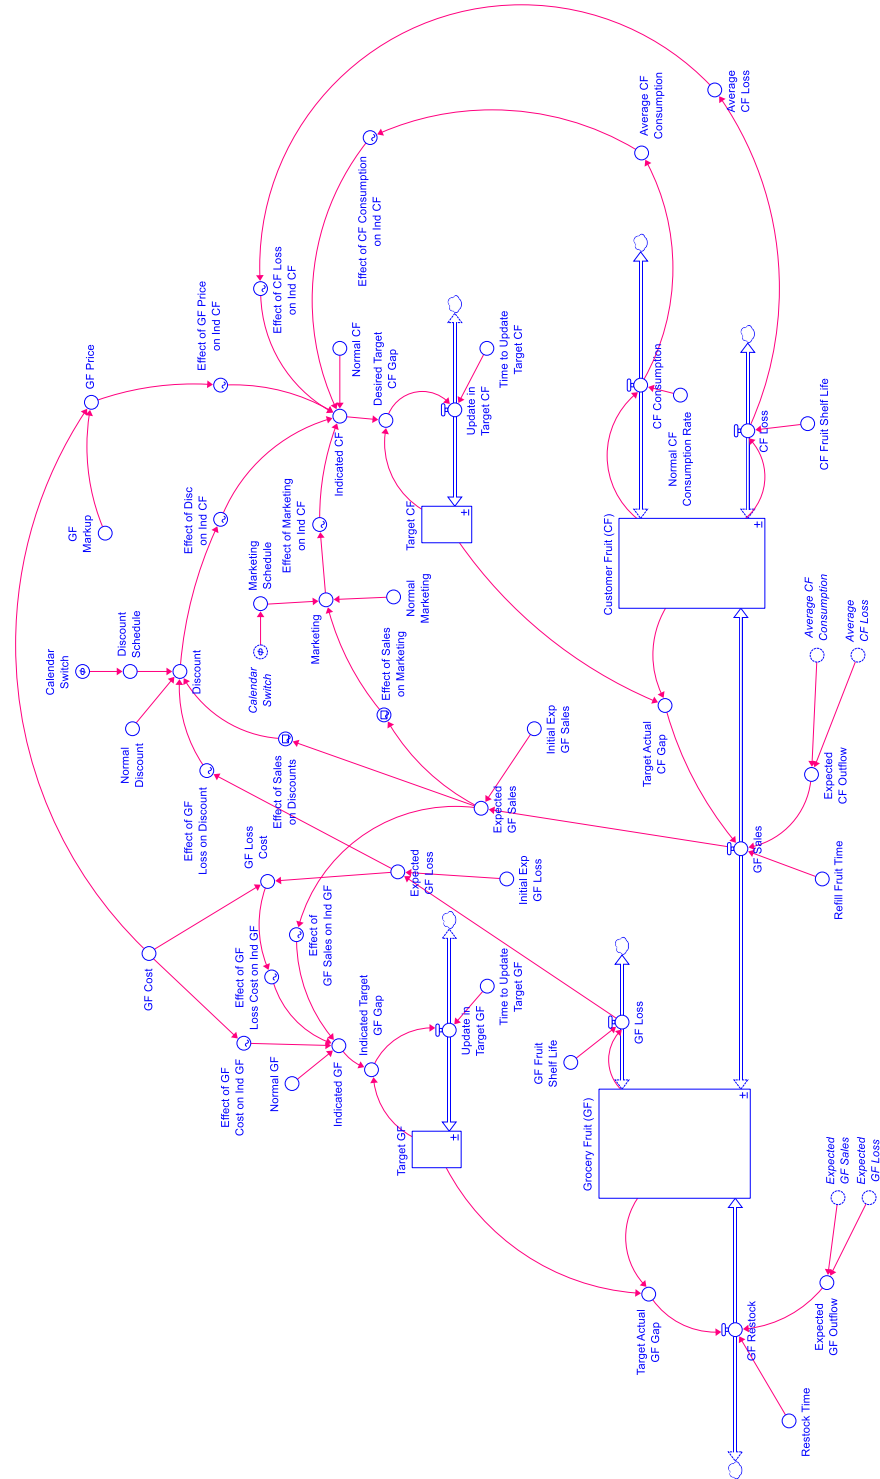 Calendar
Switch
GF
Markup
GF Price
Discount
Schedule
Normal
Discount
GF Cost
Effect of GF
Loss on Discount
Discount
Effect of Disc
on Ind CF
Effect of GF Price
on Ind CF
Effect of GF
Cost on Ind GF
Effect of GF
Loss Cost on Ind GF
GF Loss
Cost
Calendar
Switch
Marketing
Schedule
Effect of Sales
on Discounts
Effect of Marketing
on Ind CF
Effect of CF Loss
on Ind CF
Normal GF
Effect of
GF Sales on Ind GF
Marketing
Indicated GF
Indicated CF
Normal CF
Indicated Target
GF Gap
Effect of Sales
on Marketing
Desired Target
CF Gap
Effect of CF Consumption
on Ind CF
Target GF
Expected
GF Loss
Normal
Marketing
Target CF
Update in
Target GF
Update in
Target CF
Time to Update
Target GF
Expected
GF Sales
Time to Update
Target CF
Initial Exp
GF Loss
Initial Exp
GF Sales
GF Fruit
Shelf Life
Grocery Fruit (GF)
Customer Fruit (CF)
GF Loss
Target Actual
GF Gap
Target Actual
CF Gap
CF Consumption
Average CF
Consumption
Normal CF
Consumption Rate
GF Restock
GF Sales
CF Loss
Average
CF Loss
Restock Time
Expected
GF Outflow
Expected
GF Sales
Expected
GF Loss
Refill Fruit Time
Expected
CF Outflow
Average CF
Consumption
Average
CF Loss
CF Fruit Shelf Life